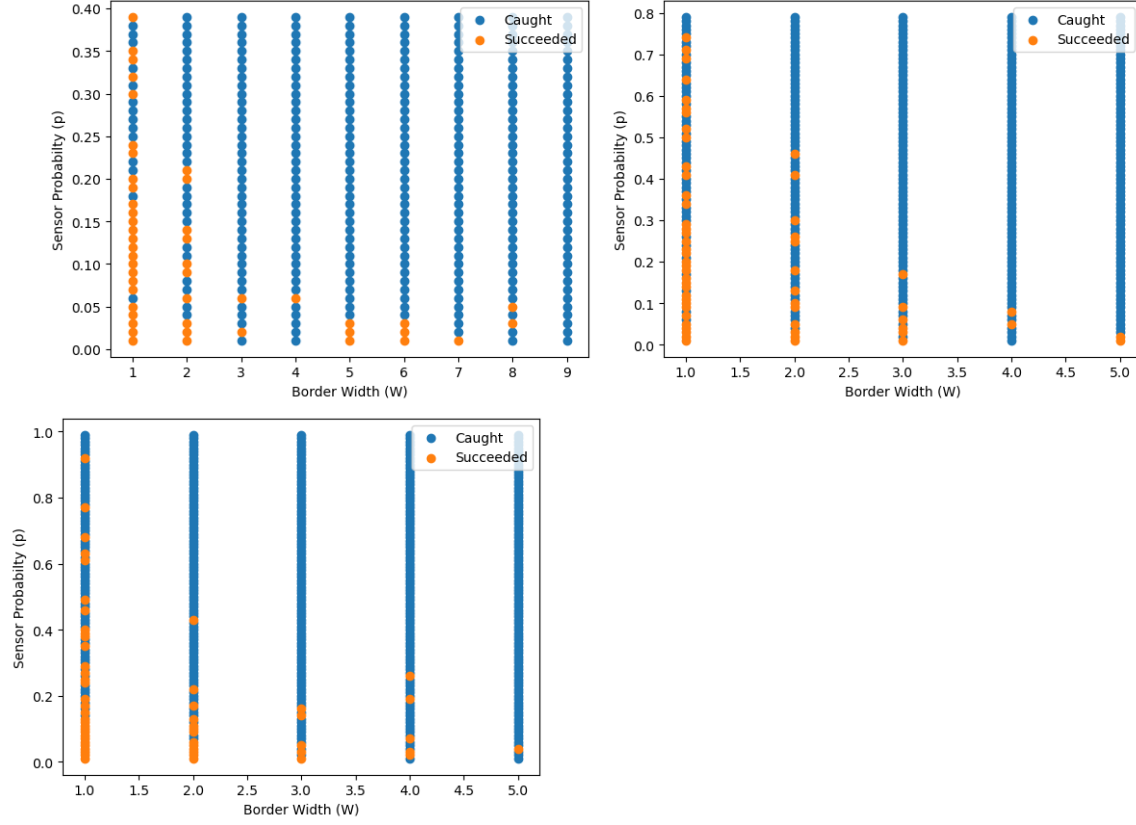 0.40
0.35
0.30
0.25
0.20
0.15
0.10
0.05
0.00
Sensor Probabilty (p)
1 2 3 4 5 6 7 8 9
Border Width (W)
Caught
Succeeded
0.8
0.7
0.6
0.5
0.4
0.3
0.2
0.1
0.0
Sensor Probabilty (p)
1.0 1.5 2.0 2.5 3.0 3.5 4.0 4.5 5.0
Border Width (W)
Caught
Succeeded
1.0
0.8
0.6
0.4
0.2
0.0
Sensor Probabilty (p)
1.0 1.5 2.0 2.5 3.0 3.5 4.0 4.5 5.0
Border Width (W)
Caught
Succeeded